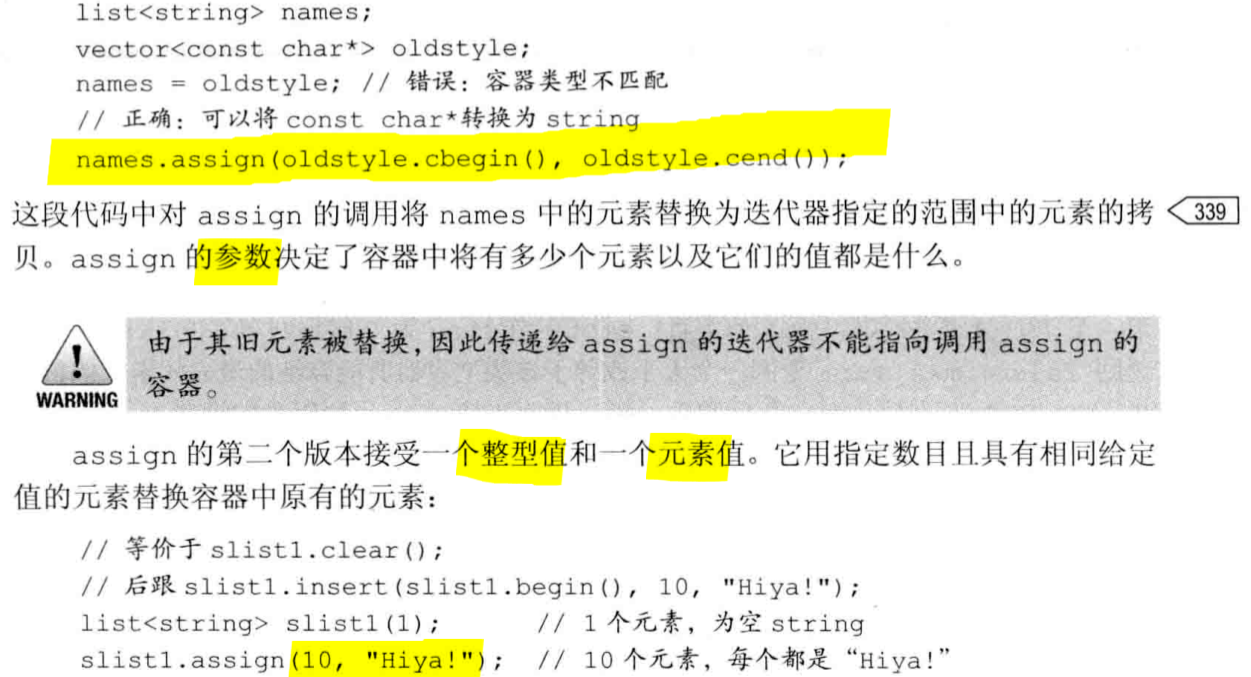 list<string> names;
vector<const char*> oldstyle;
names = oldstyle; // 错误：容器类型不匹配
// 正确：可以将 const char*转换为 string
names.assign(oldstyle.cbegin(), oldstyle.cend());
这段代码中对 assign 的调用将 names 中的元素替换为迭代器指定的范围中的元素的拷 339
贝。assign 的参数决定了容器中将有多少个元素以及它们的值都是什么。
由于其旧元素被替换，因此传递给 assign 的迭代器不能指向调用 assign 的
容器。
WARNING
assign 的第二个版本接受一个整型值和一个元素值。它用指定数目且具有相同给定
值的元素替换容器中原有的元素：
// 等价于 slist1.clear();
// 后跟 slist1.insert(slist1.begin(), 10, "Hiya!");
list<string> slist1(1); // 1 个元素，为空 string
slist1.assign(10, "Hiya!"); // 10 个元素，每个都是“Hiya!”